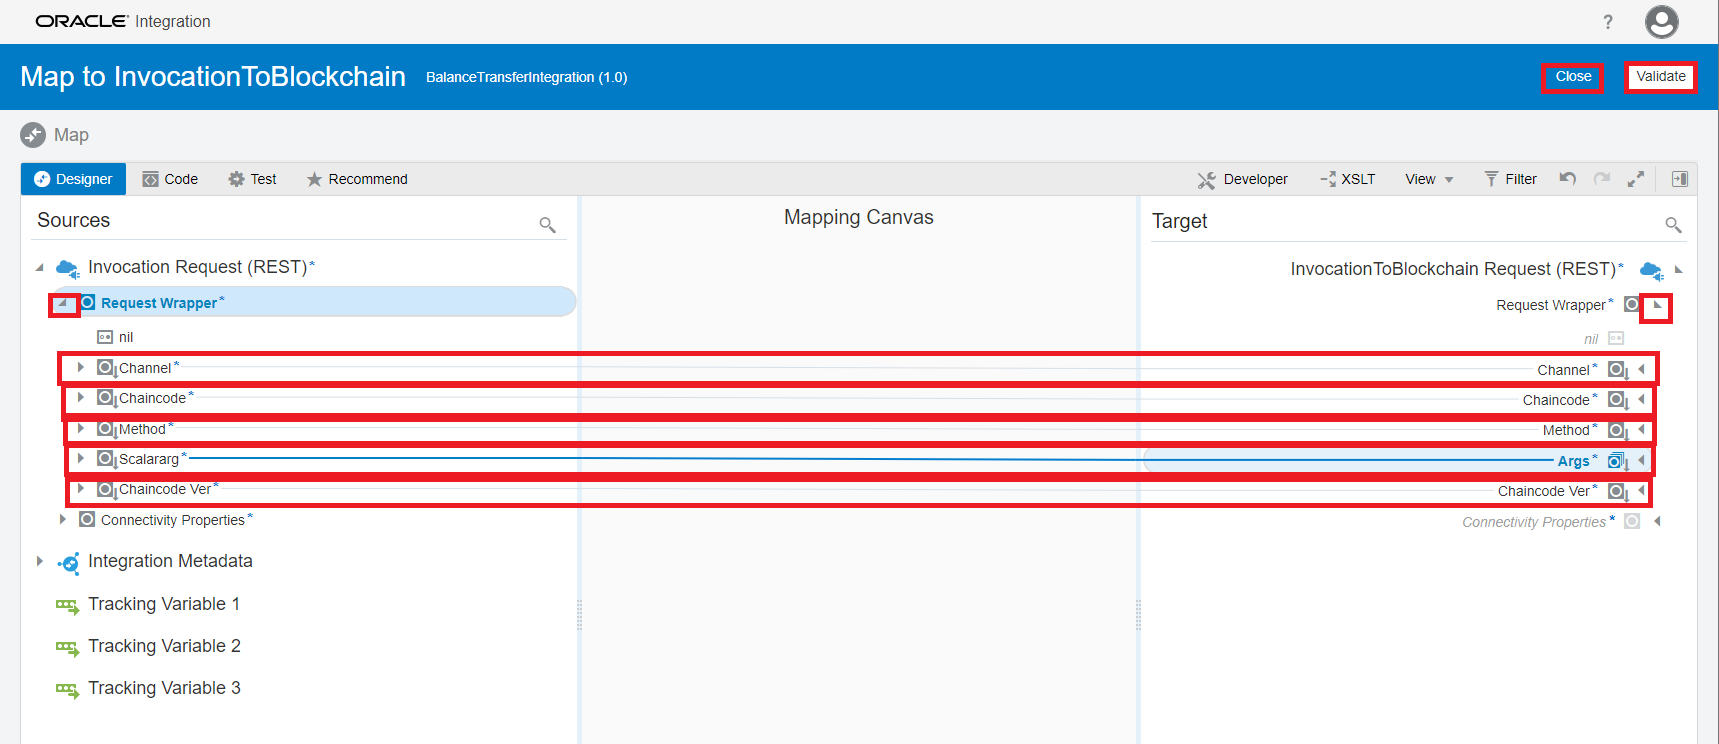 ORACLE Integration
?
Map to InvocationToBlockchain BalanceTransferIntegration (1.0) Close Validate
Map
Designer Code Test Recommend Developer XSLT View Filter
Sources Mapping Canvas Target
Invocation Request (REST)* InvocationToBlockchain Request (REST)*
Request Wrapper* Request Wrapper*
nil nil
Channel* Channel*
Chaincode* Chaincode*
Method* Method*
Scalararg* Args*
Chaincode Ver* Chaincode Ver*
Connectivity Properties* Connectivity Properties*
Integration Metadata
Tracking Variable 1
Tracking Variable 2
Tracking Variable 3